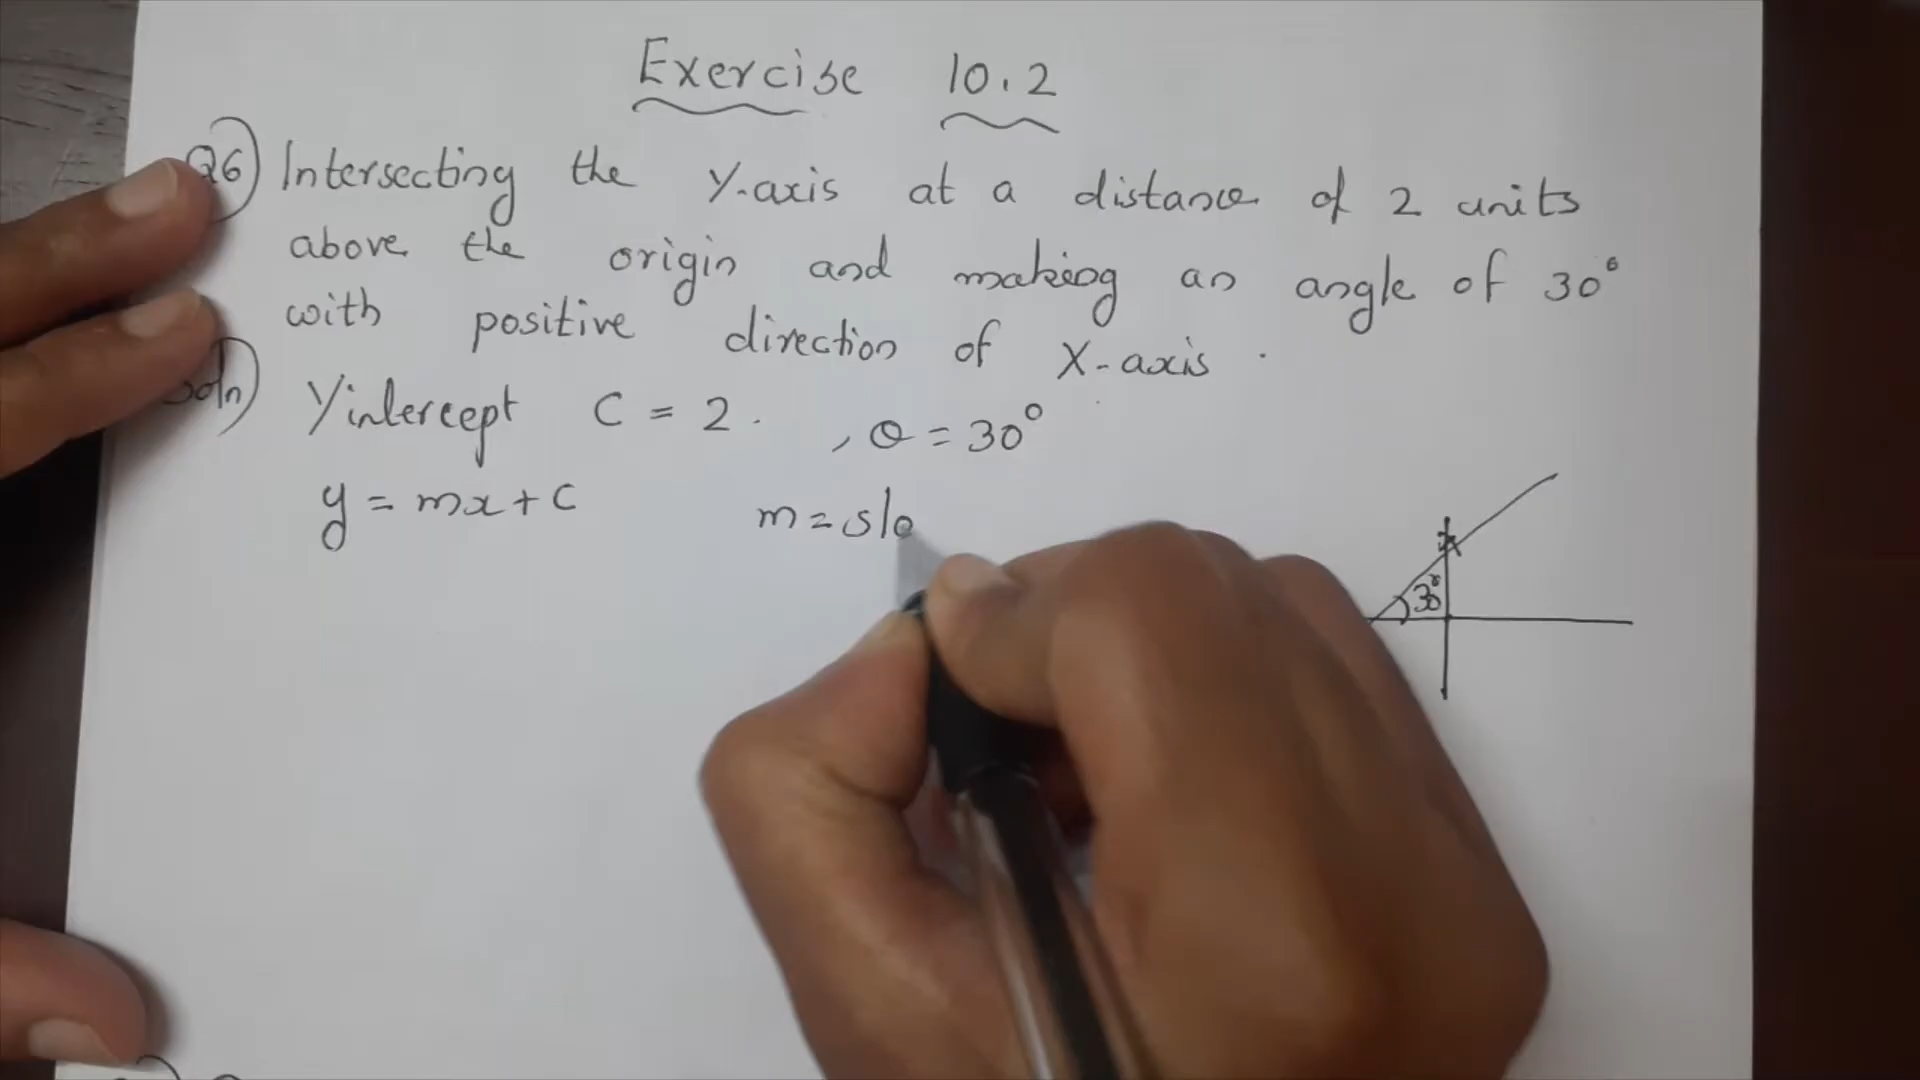 Exercise 10.2
Q6) Intersecting the Y-axis at a distance of 2 units
above the origin and making an angle of 30°
with positive direction of X-axis.
Soln) Y intercept C = 2. , θ = 30°
y = mx + c m = slo
30°